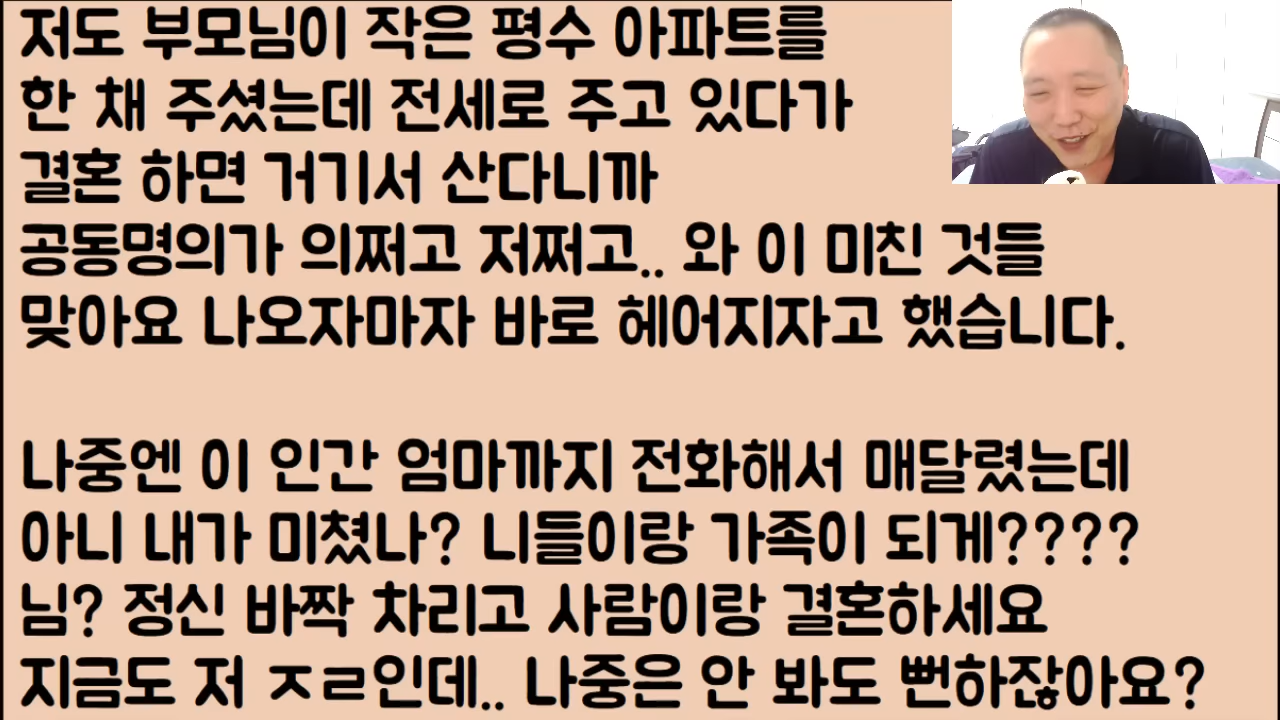 저도 부모님이 작은 평수 아파트를
한 채 주셨는데 전세로 주고 있다가
결혼 하면 거기서 산다니까
공동명의가 의쩌고 저쩌고.. 와 이 미친 것들
맞아요 나오자마자 바로 헤어지자고 했습니다.
나중엔 이 인간 엄마까지 전화해서 매달렸는데
아니 내가 미쳤나? 니들이랑 가족이 되게????
님? 정신 바짝 차리고 사람이랑 결혼하세요
지금도 저 ㅈㄹ인데.. 나중은 안 봐도 뻔하잖아요?